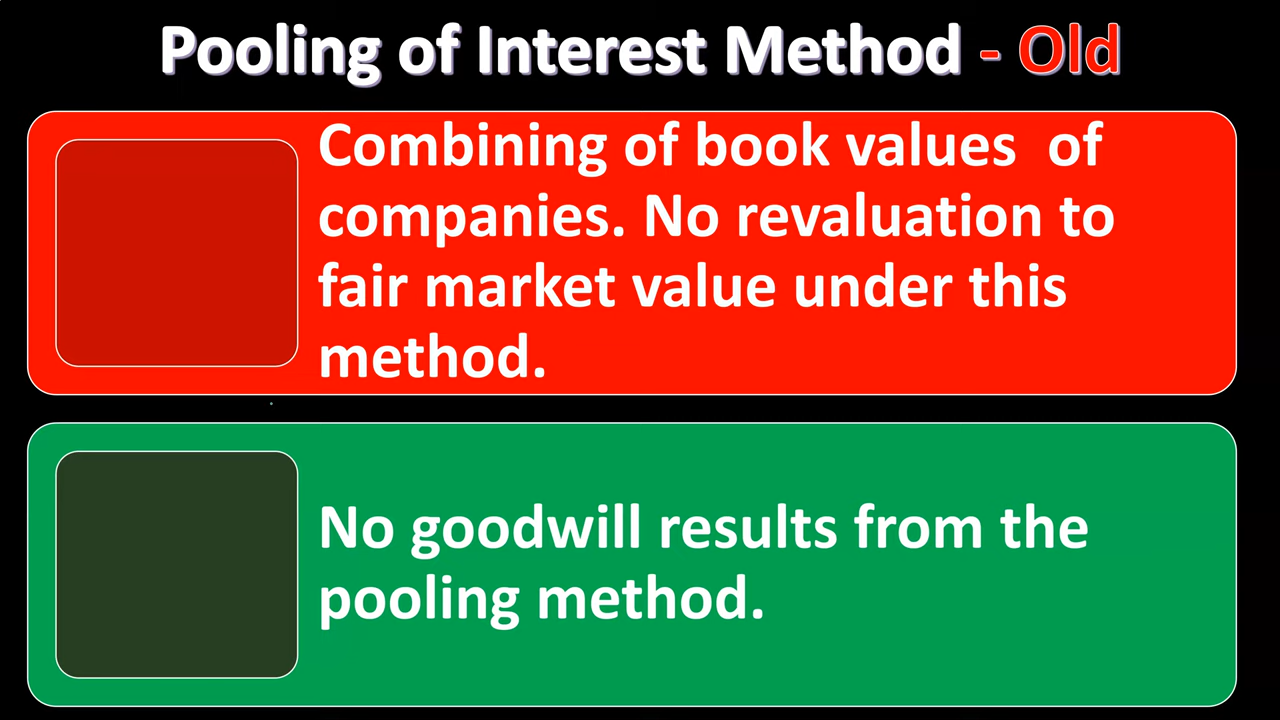 Pooling of Interest Method - Old
Combining of book values  of
companies. No revaluation to
fair market value under this
method.
No goodwill results from the
pooling method.